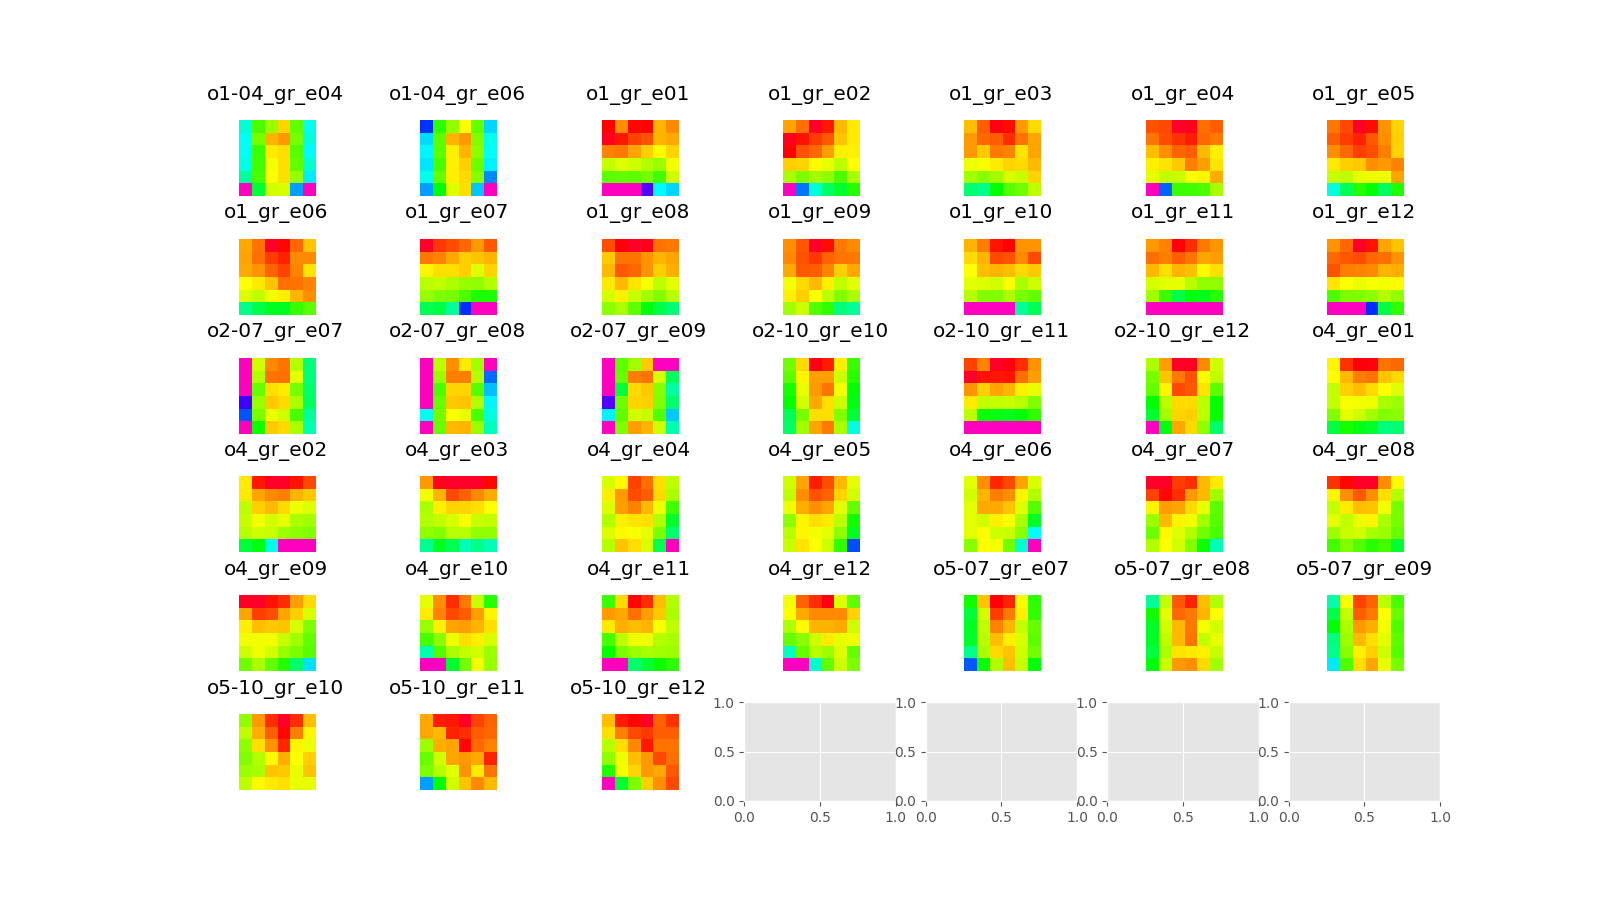 o1-04_gr_e04 o1-04_gr_e06 o1_gr_e01 o1_gr_e02 o1_gr_e03 o1_gr_e04 o1_gr_e05
o1_gr_e06 o1_gr_e07 o1_gr_e08 o1_gr_e09 o1_gr_e10 o1_gr_e11 o1_gr_e12
o2-07_gr_e07 o2-07_gr_e08 o2-07_gr_e09 o2-10_gr_e10 o2-10_gr_e11 o2-10_gr_e12 o4_gr_e01
o4_gr_e02 o4_gr_e03 o4_gr_e04 o4_gr_e05 o4_gr_e06 o4_gr_e07 o4_gr_e08
o4_gr_e09 o4_gr_e10 o4_gr_e11 o4_gr_e12 o5-07_gr_e07 o5-07_gr_e08 o5-07_gr_e09
o5-10_gr_e10 o5-10_gr_e11 o5-10_gr_e12
1.0 1.0 1.0 1.0
0.5 0.5 0.5 0.5
0.0 0.0 0.0 0.0
0.0 0.5 1.0 0.0 0.5 1.0 0.0 0.5 1.0 0.0 0.5 1.0